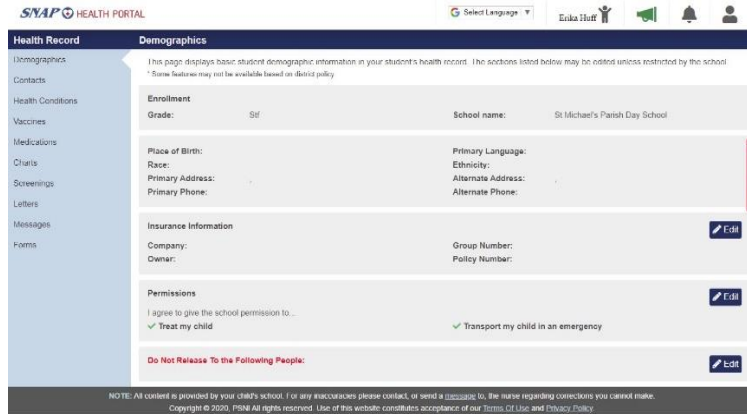 SNAP HEALTH PORTAL
Select Language ▼
Erika Huff
Health Record
Demographics
Demographics
Contacts
Health Conditions
Vaccines
Medications
Charts
Screenings
Letters
Messages
Forms
This page displays basic student demographic information in your student's health record. The sections listed below may be edited unless restricted by the school.
* Some features may not be available based on district policy
Enrollment
Grade: Stf School name: St Michael's Parish Day School
Place of Birth: Primary Language:
Race: Ethnicity:
Primary Address: , Alternate Address: ,
Primary Phone: Alternate Phone:
Insurance Information Edit
Company: Group Number:
Owner: Policy Number:
Permissions Edit
I agree to give the school permission to...
✓ Treat my child ✓ Transport my child in an emergency
Do Not Release To the Following People: Edit
NOTE: All content is provided by your child's school. For any inaccuracies please contact, or send a message to, the nurse regarding corrections you cannot make.
Copyright © 2020, PSNI All rights reserved. Use of this website constitutes acceptance of our Terms Of Use and Privacy Policy